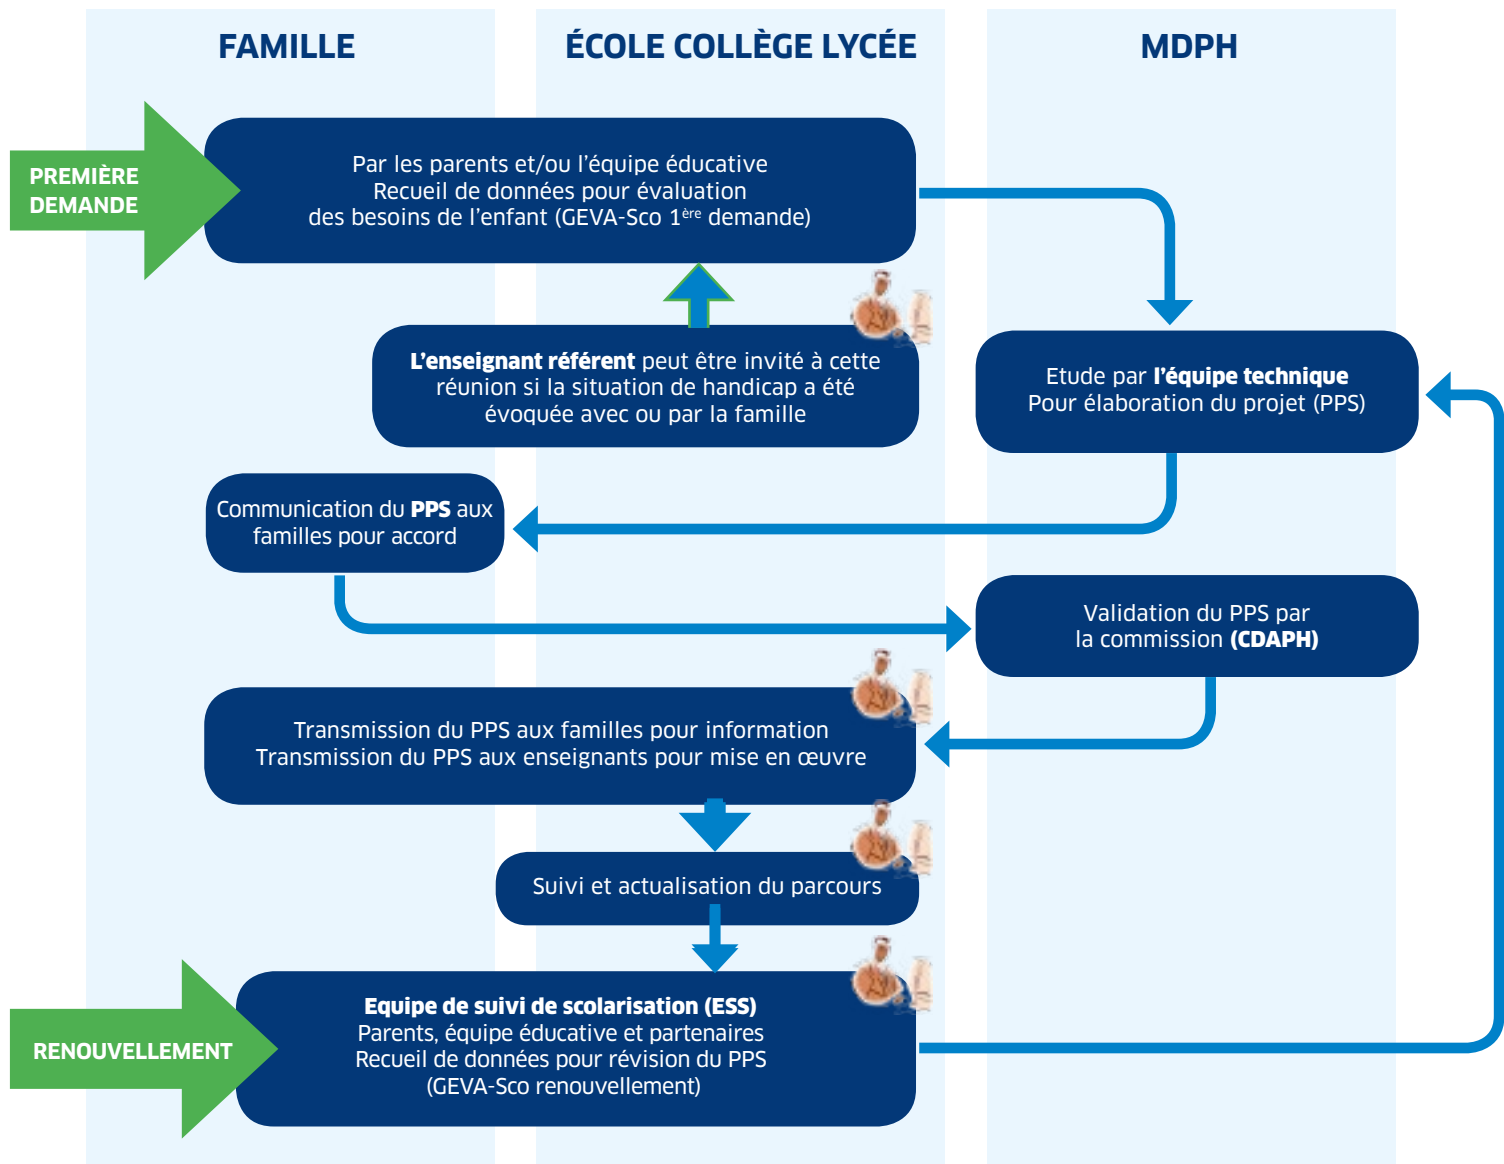 FAMILLE
ÉCOLE COLLÈGE LYCÉE
MDPH
PREMIÈRE
DEMANDE
Par les parents et/ou l’équipe éducative
Recueil de données pour évaluation
des besoins de l’enfant (GEVA-Sco 1ère demande)
L’enseignant référent peut être invité à cette
réunion si la situation de handicap a été
évoquée avec ou par la famille
Etude par l’équipe technique
Pour élaboration du projet (PPS)
Communication du PPS aux
familles pour accord
Validation du PPS par
la commission (CDAPH)
Transmission du PPS aux familles pour information
Transmission du PPS aux enseignants pour mise en œuvre
Suivi et actualisation du parcours
RENOUVELLEMENT
Equipe de suivi de scolarisation (ESS)
Parents, équipe éducative et partenaires
Recueil de données pour révision du PPS
(GEVA-Sco renouvellement)